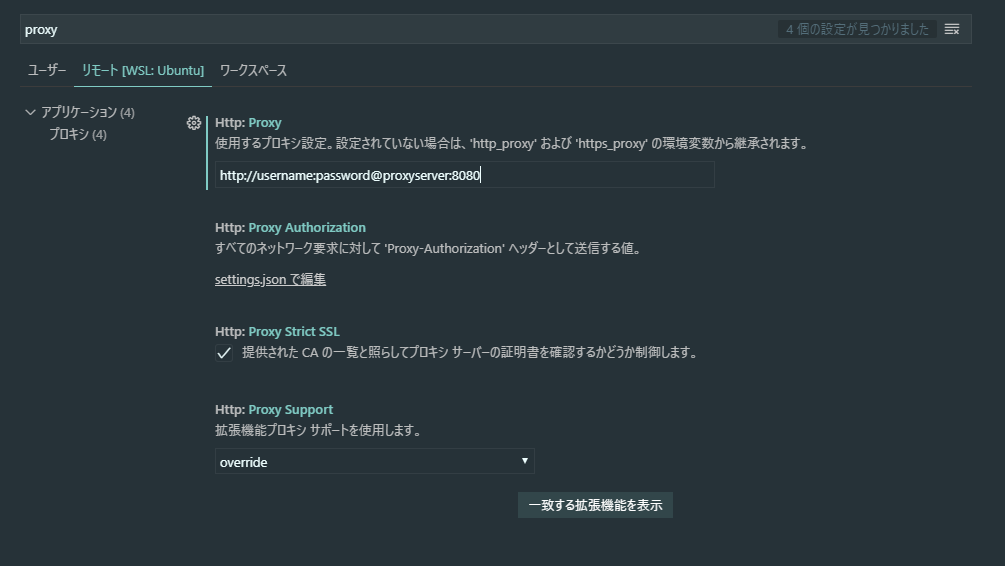 proxy
4 個の設定が見つかりました
ユーザー リモート [WSL: Ubuntu] ワークスペース
アプリケーション (4)
プロキシ (4)
Http: Proxy
使用するプロキシ設定。設定されていない場合は、'http_proxy' および 'https_proxy' の環境変数から継承されます。
http://username:password@proxyserver:8080
Http: Proxy Authorization
すべてのネットワーク要求に対して 'Proxy-Authorization' ヘッダーとして送信する値。
settings.json で編集
Http: Proxy Strict SSL
提供された CA の一覧と照らしてプロキシ サーバーの証明書を確認するかどうか制御します。
Http: Proxy Support
拡張機能プロキシ サポートを使用します。
override
一致する拡張機能を表示